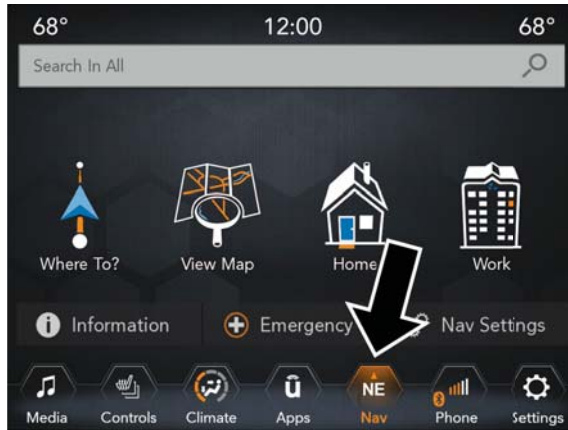 68° 12:00 68°
Search In All
Where To? View Map Home Work
Information Emergency Nav Settings
ū NE
Media Controls Climate Apps Nav Phone Settings